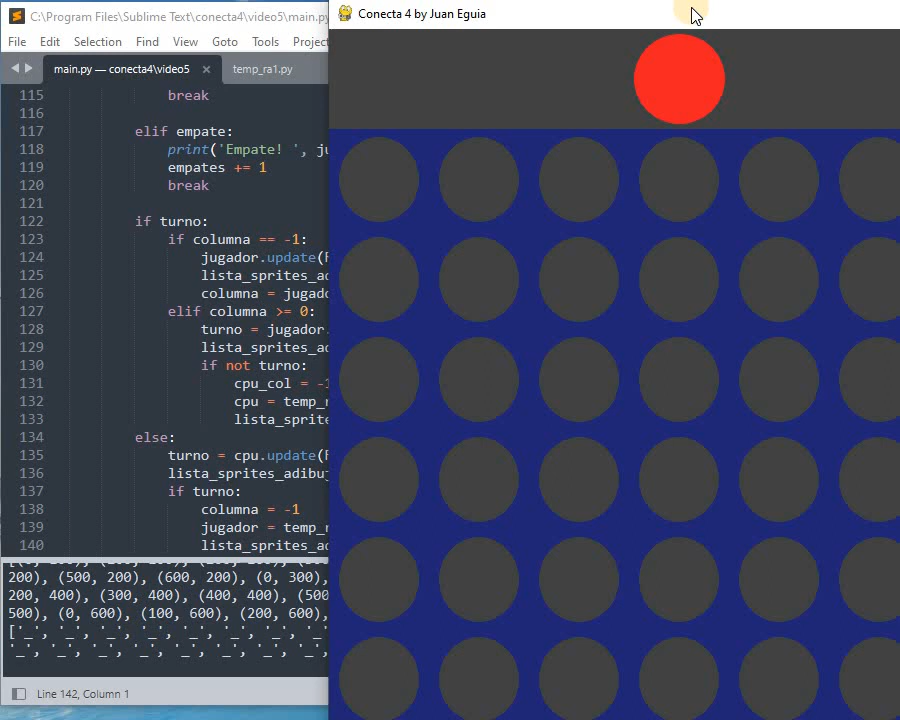 C:\Program Files\Sublime Text\conecta4\video5\main.py
File Edit Selection Find View Goto Tools Project
main.py — conecta4\video5 × temp_ra1.py
115 break
116
117 elif empate:
118 print('Empate! ', ju
119 empates += 1
120 break
121
122 if turno:
123 if columna == -1:
124 jugador.update(
125 lista_sprites_ad
126 columna = jugado
127 elif columna >= 0:
128 turno = jugador.
129 lista_sprites_ad
130 if not turno:
131 cpu_col = -1
132 cpu = temp_r
133 lista_sprite
134 else:
135 turno = cpu.update(
136 lista_sprites_adibuj
137 if turno:
138 columna = -1
139 jugador = temp_r
140 lista_sprites_ad
200), (500, 200), (600, 200), (0, 300),
200, 400), (300, 400), (400, 400), (500
500), (0, 600), (100, 600), (200, 600),
['_', '_', '_', '_', '_', '_', '_', '_'
'_', '_', '_', '_', '_', '_', '_', '_',
Line 142, Column 1
Conecta 4 by Juan Eguia